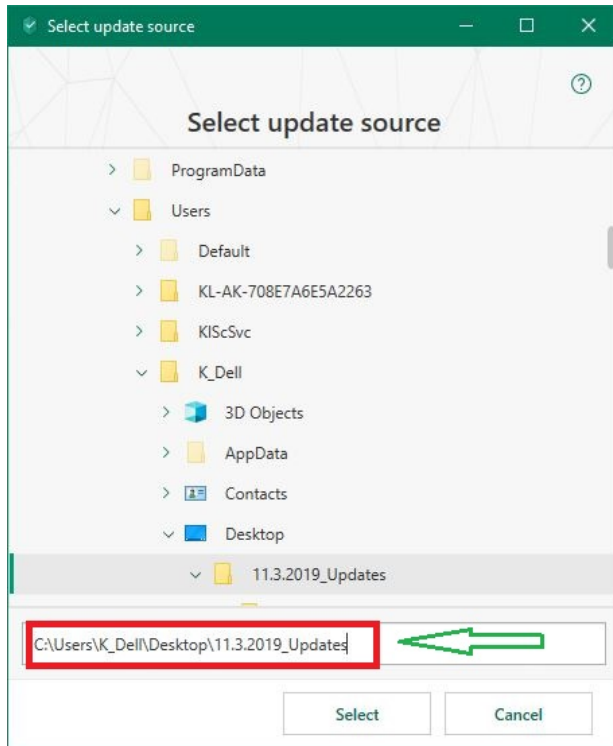 Select update source
Select update source
ProgramData
Users
Default
KL-AK-708E7A6E5A2263
KlScSvc
K_Dell
3D Objects
AppData
Contacts
Desktop
11.3.2019_Updates
C:\Users\K_Dell\Desktop\11.3.2019_Updates
Select Cancel